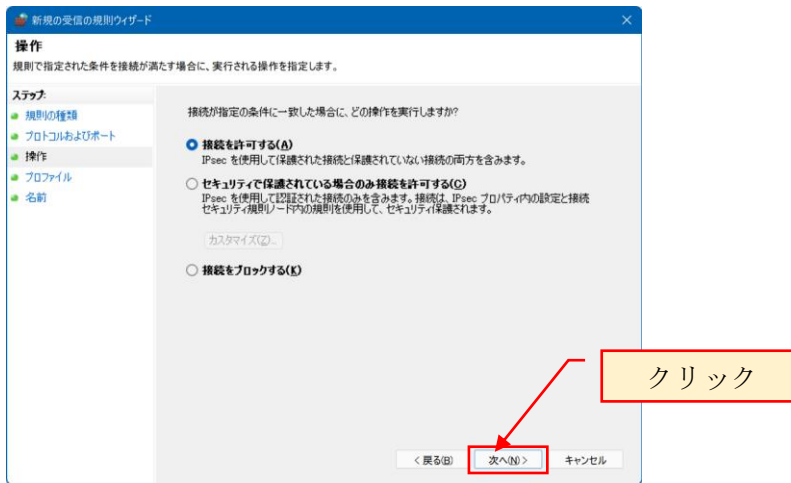 新規の受信の規則ウィザード
操作
規則で指定された条件を接続が満たす場合に、実行される操作を指定します。
ステップ:
規則の種類
プロトコルおよびポート
操作
プロファイル
名前
接続が指定の条件に一致した場合に、どの操作を実行しますか?
接続を許可する(A)
IPsec を使用して保護された接続と保護されていない接続の両方を含みます。
セキュリティで保護されている場合のみ接続を許可する(C)
IPsec を使用して認証された接続のみを含みます。接続は、IPsec プロパティ内の設定と接続
セキュリティ規則ノード内の規則を使用して、セキュリティ保護されます。
カスタマイズ(Z)...
接続をブロックする(K)
クリック
< 戻る(B)
次へ(N) >
キャンセル